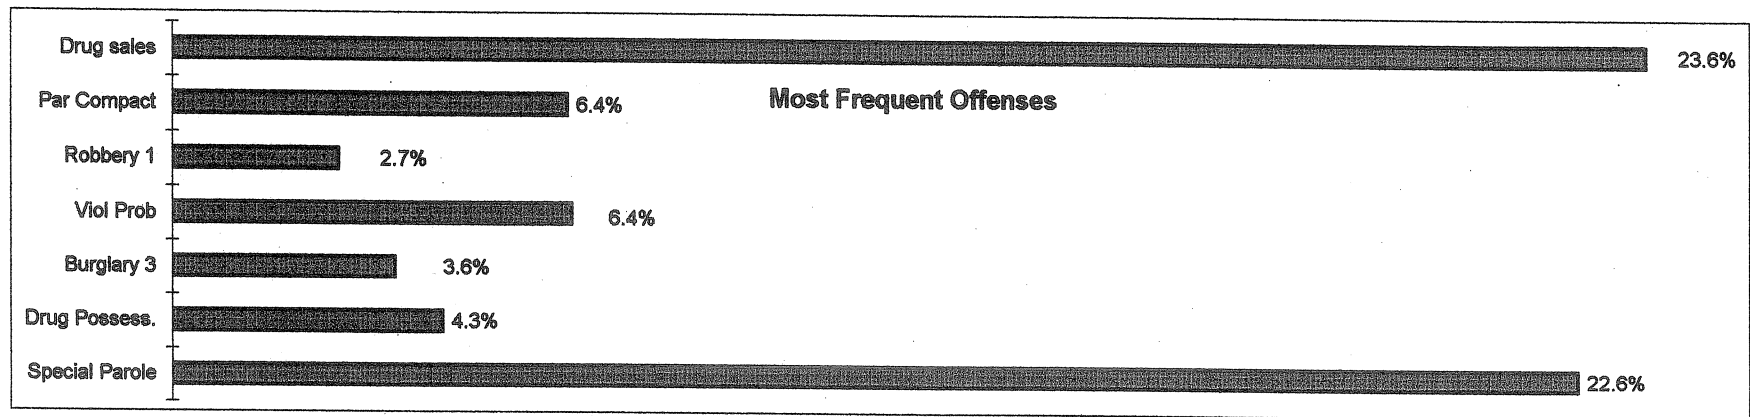 Drug sales 23.6%
Par Compact 6.4% Most Frequent Offenses
Robbery 1 2.7%
Viol Prob 6.4%
Burglary 3 3.6%
Drug Possess. 4.3%
Special Parole 22.6%